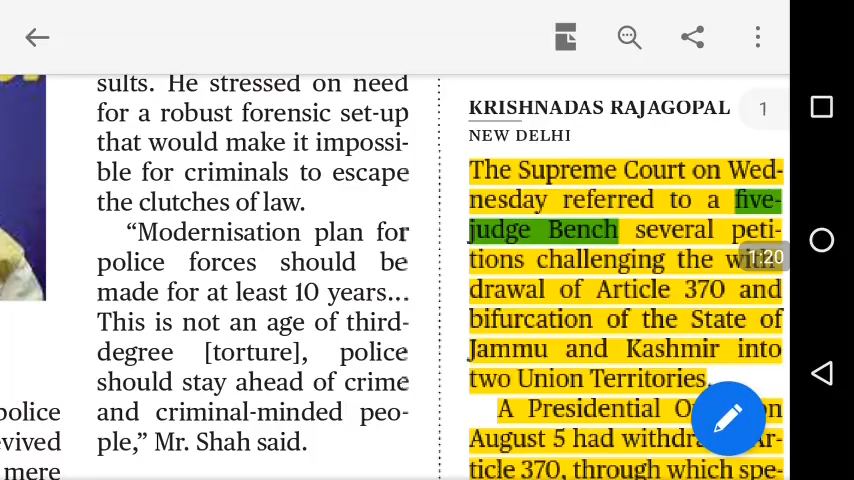 sults. He stressed on need
for a robust forensic set-up
that would make it impossi-
ble for criminals to escape
the clutches of law.
“Modernisation plan for
police forces should be
made for at least 10 years...
This is not an age of third-
degree [torture], police
should stay ahead of crime
and criminal-minded peo-
ple,” Mr. Shah said.
police
evived
mere
KRISHNADAS RAJAGOPAL
1
NEW DELHI
The Supreme Court on Wed-
nesday referred to a five-
judge Bench several peti-
tions challenging the
1:20
drawal of Article 370 and
bifurcation of the State of
Jammu and Kashmir into
two Union Territories.
A Presidential on
August 5 had Ar-
ticle 370, through which spe-